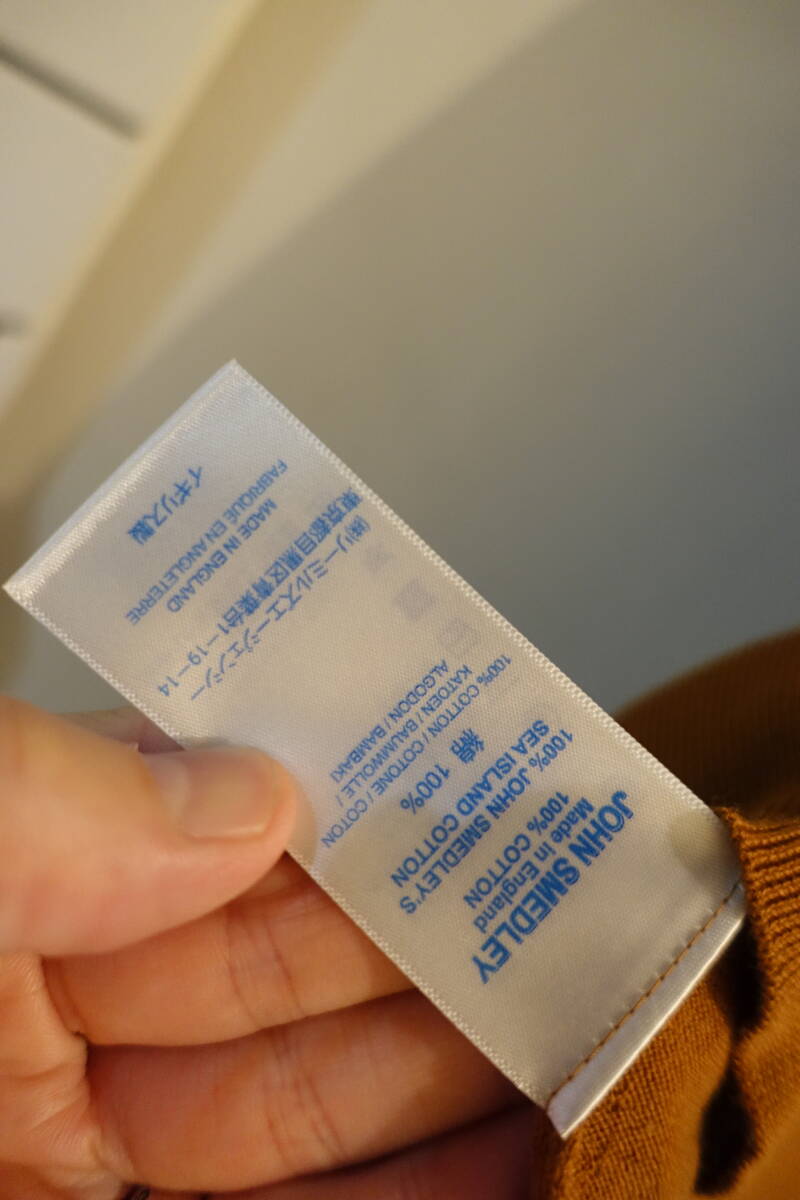 JOHN SMEDLEY
Made in England
100% COTTON
100% JOHN SMEDLEY'S
SEA ISLAND COTTON
綿 100%
100% COTTON / COTONE / COTON
KATOEN / BAUMWOLLE /
ALGODON / BAMBAKI
㈱リーミルズエージェンシー
東京都目黒区青葉台1-19-14
MADE IN ENGLAND
FABRIQUÉ EN ANGLETERRE
イギリス製